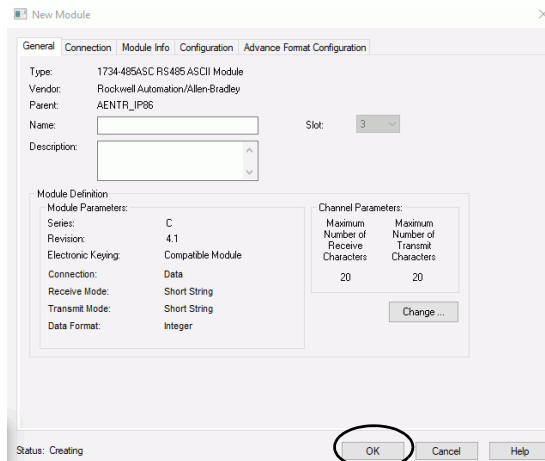 New Module
General Connection Module Info Configuration Advance Format Configuration
Type: 1734-485ASC RS485 ASCII Module
Vendor: Rockwell Automation/Allen-Bradley
Parent: AENTR_IP86
Name: Slot: 3
Description:
Module Definition
Module Parameters:
Series: C
Revision: 4.1
Electronic Keying: Compatible Module
Connection: Data
Receive Mode: Short String
Transmit Mode: Short String
Data Format: Integer
Channel Parameters:
Maximum Maximum
Number of Number of
Receive Transmit
Characters Characters
20 20
Change ...
Status: Creating OK Cancel Help